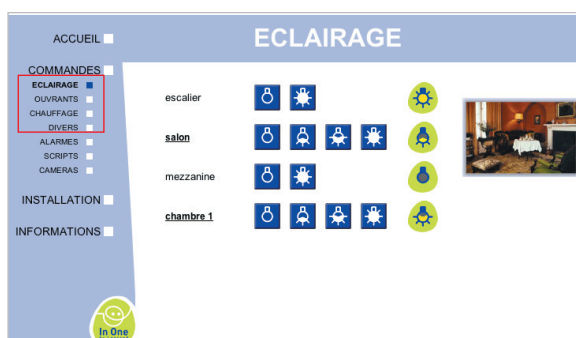 ECLAIRAGE
ACCUEIL
COMMANDES
ECLAIRAGE
OUVRANTS
CHAUFFAGE
DIVERS
ALARMES
SCRIPTS
CAMERAS
INSTALLATION
INFORMATIONS
escalier
salon
mezzanine
chambre 1
In One